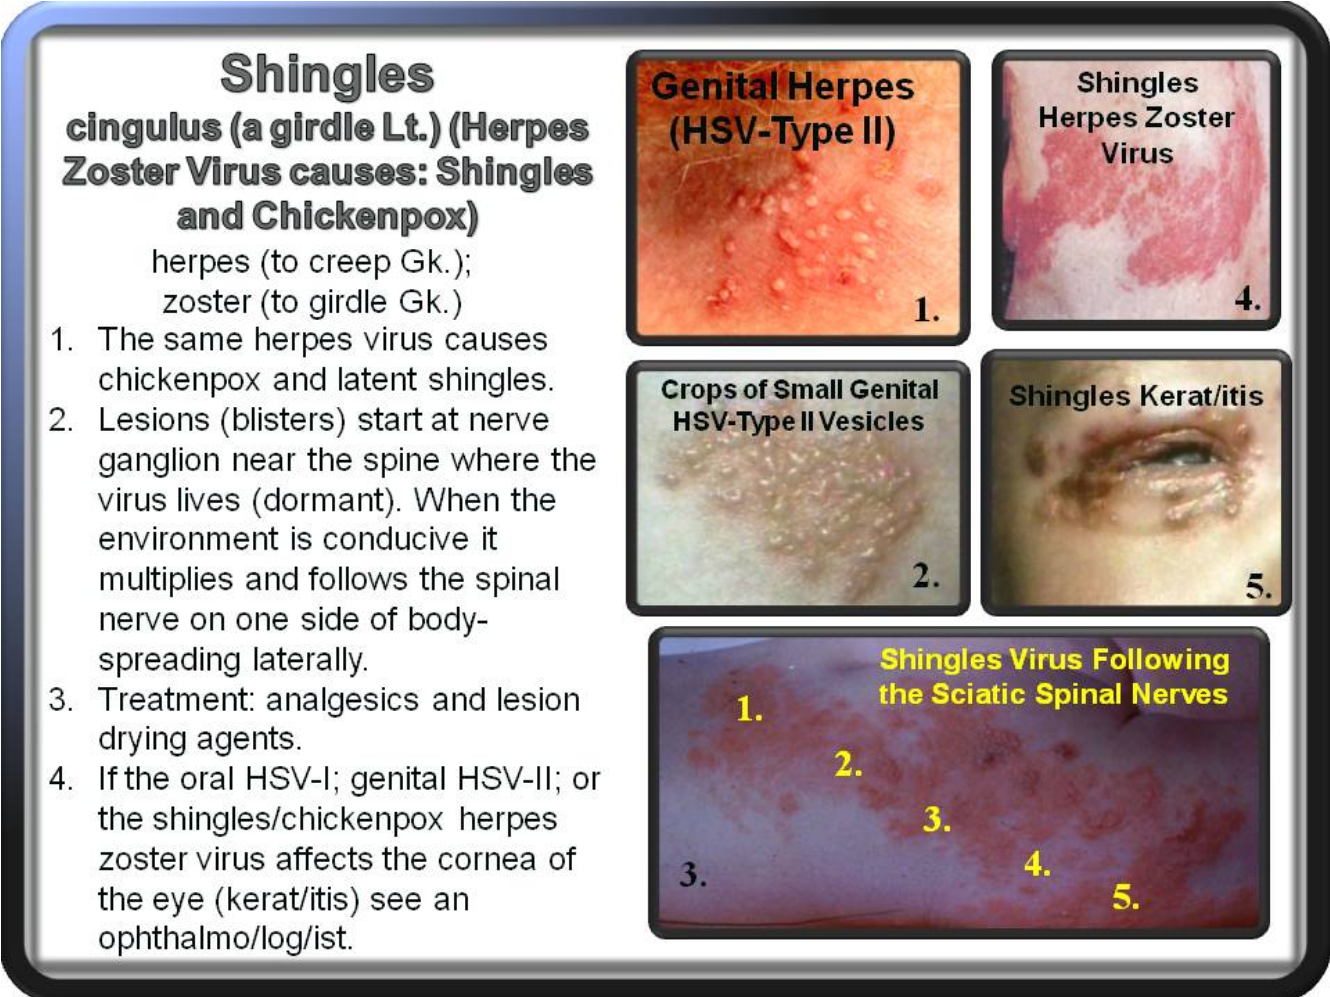 Shingles
cingulus (a girdle Lt.) (Herpes
Zoster Virus causes: Shingles
and Chickenpox)
herpes (to creep Gk.);
zoster (to girdle Gk.)
1. The same herpes virus causes
chickenpox and latent shingles.
2. Lesions (blisters) start at nerve
ganglion near the spine where the
virus lives (dormant). When the
environment is conducive it
multiplies and follows the spinal
nerve on one side of body-
spreading laterally.
3. Treatment: analgesics and lesion
drying agents.
4. If the oral HSV-I; genital HSV-II; or
the shingles/chickenpox herpes
zoster virus affects the cornea of
the eye (kerat/itis) see an
ophthalmo/log/ist.
Genital Herpes
(HSV-Type II)
1.
Shingles
Herpes Zoster
Virus
4.
Crops of Small Genital
HSV-Type II Vesicles
2.
Shingles Kerat/itis
5.
Shingles Virus Following
the Sciatic Spinal Nerves
1.
2.
3.
4.
5.
3.